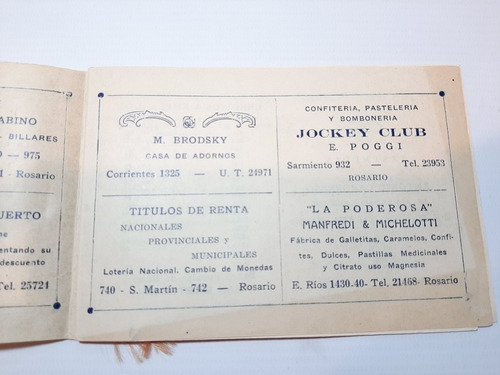 ABINO
- BILLARES
— 975
- Rosario
UERTO
entando su
descuento
Tel. 25721
M. BRODSKY
CASA DE ADORNOS
Corrientes 1325 — U. T. 24971
CONFITERIA, PASTELERIA
Y BOMBONERIA
JOCKEY CLUB
E. POGGI
Sarmiento 932 — Tel. 23953
ROSARIO
TITULOS DE RENTA
NACIONALES
PROVINCIALES y
MUNICIPALES
Lotería Nacional. Cambio de Monedas
740 - S. Martín - 742 — Rosario
"LA PODEROSA"
MANFREDI & MICHELOTTI
Fábrica de Galletitas, Caramelos, Confi-
tes, Dulces, Pastillas Medicinales
y Citrato uso Magnesia
E. Ríos 1430-40- Tel. 21468- Rosario